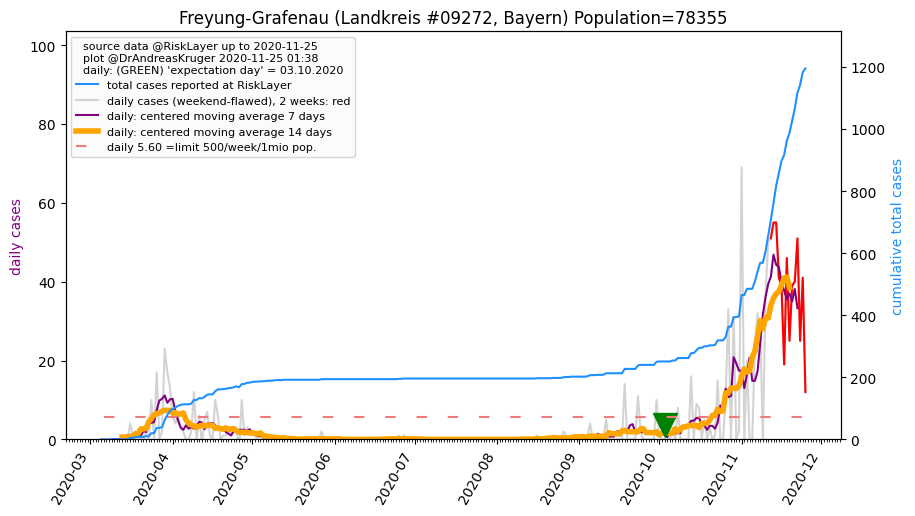 Freyung-Grafenau (Landkreis #09272, Bayern) Population=78355
source data @RiskLayer up to 2020-11-25
plot @DrAndreasKruger 2020-11-25 01:38
daily: (GREEN) 'expectation day' = 03.10.2020
total cases reported at RiskLayer
daily cases (weekend-flawed), 2 weeks: red
daily: centered moving average 7 days
daily: centered moving average 14 days
daily 5.60 =limit 500/week/1mio pop.
daily cases
100
80
60
40
20
0
cumulative total cases
1200
1000
800
600
400
200
0
2020-03
2020-04
2020-05
2020-06
2020-07
2020-08
2020-09
2020-10
2020-11
2020-12